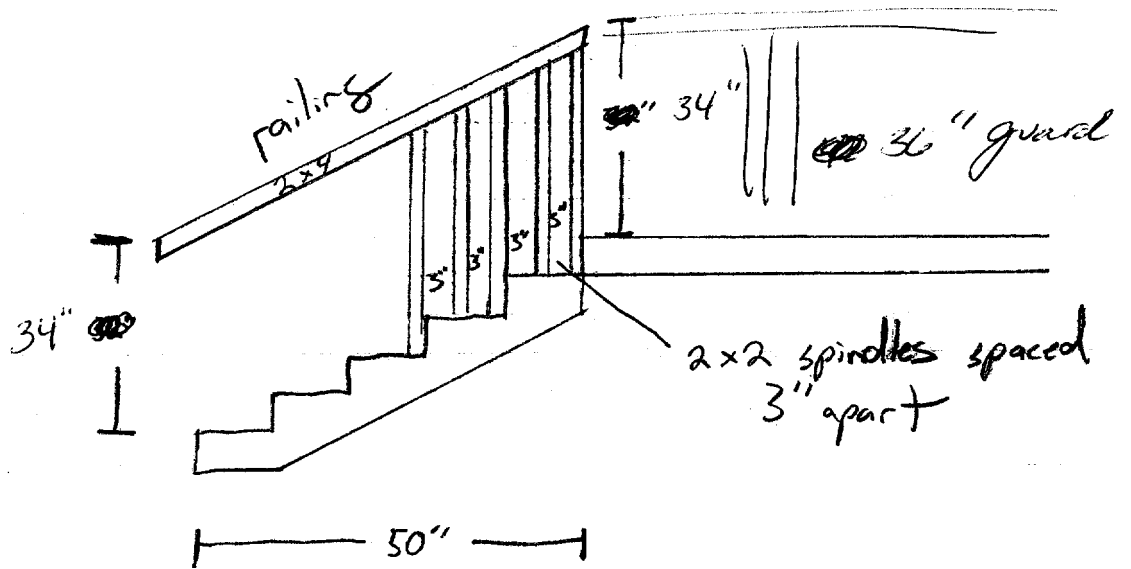 railing
2x4
34"
36" guard
34"
3"
3"
3"
3"
2x2 spindles spaced
3" apart
50"